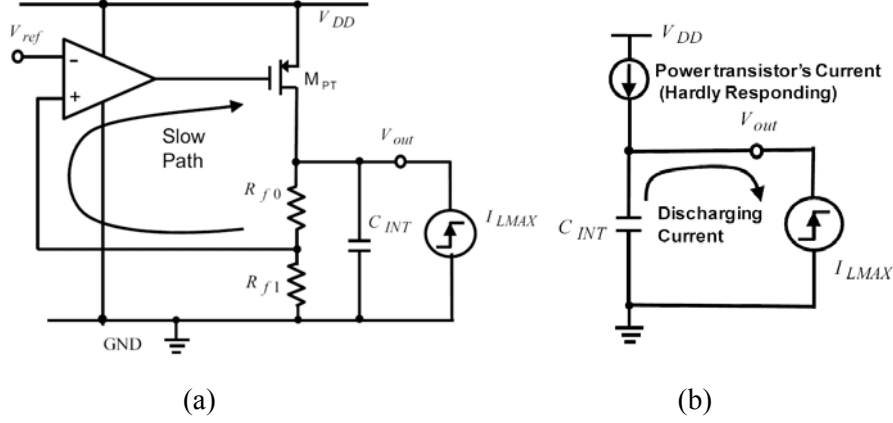 V_DD
V_ref
-
+
M_PT
Slow
Path
V_out
R_f0
C_INT
I_LMAX
R_f1
GND
(a)
V_DD
Power transistor's Current
(Hardly Responding)
V_out
C_INT
Discharging
Current
I_LMAX
(b)